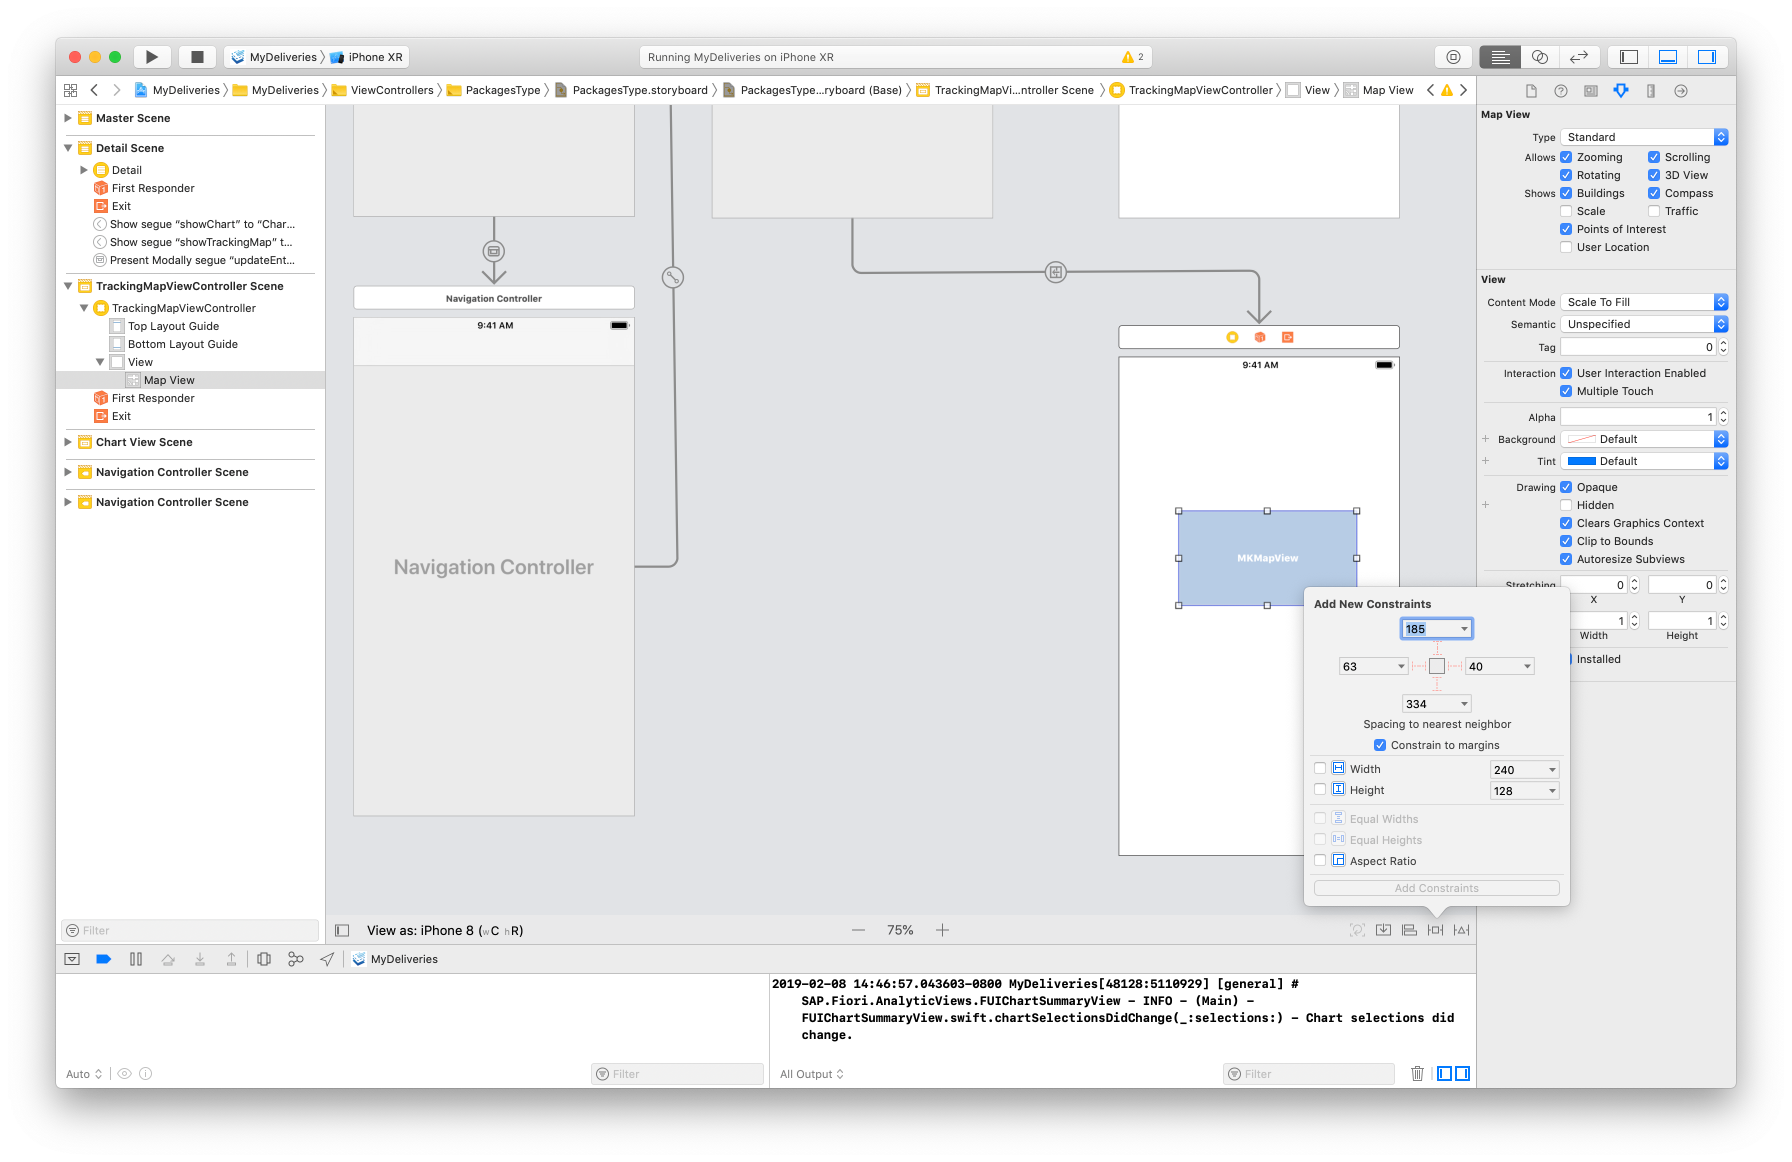 MyDeliveries 〉 iPhone XR
Running MyDeliveries on iPhone XR
2
MyDeliveries 〉 MyDeliveries 〉 ViewControllers 〉 PackagesType 〉 PackagesType.storyboard 〉 PackagesType...ryboard (Base) 〉 TrackingMapVi...ntroller Scene 〉 TrackingMapViewController 〉 View 〉 Map View
Master Scene
Detail Scene
Detail
First Responder
Exit
Show segue “showChart” to “Char...
Show segue “showTrackingMap” t...
Present Modally segue “updateEnt...
TrackingMapViewController Scene
TrackingMapViewController
Top Layout Guide
Bottom Layout Guide
View
Map View
First Responder
Exit
Chart View Scene
Navigation Controller Scene
Navigation Controller Scene
Filter
Navigation Controller
9:41 AM
Navigation Controller
9:41 AM
MKMapView
Add New Constraints
185
63
40
334
Spacing to nearest neighbor
Constrain to margins
Width 240
Height 128
Equal Widths
Equal Heights
Aspect Ratio
Add Constraints
View as: iPhone 8 (wC hR)
75%
Map View
Type Standard
Allows Zooming Scrolling
Rotating 3D View
Shows Buildings Compass
Scale Traffic
Points of Interest
User Location
View
Content Mode Scale To Fill
Semantic Unspecified
Tag 0
Interaction User Interaction Enabled
Multiple Touch
Alpha 1
Background Default
Tint Default
Drawing Opaque
Hidden
Clears Graphics Context
Clip to Bounds
Autoresize Subviews
Stretching 0 0
X Y
1 1
Width Height
Installed
MyDeliveries
2019-02-08 14:46:57.043603-0800 MyDeliveries[48128:5110929] [general] #
SAP.Fiori.AnalyticViews.FUIChartSummaryView - INFO - (Main) -
FUIChartSummaryView.swift.chartSelectionsDidChange(_:selections:) - Chart selections did
change.
Auto
Filter
All Output
Filter